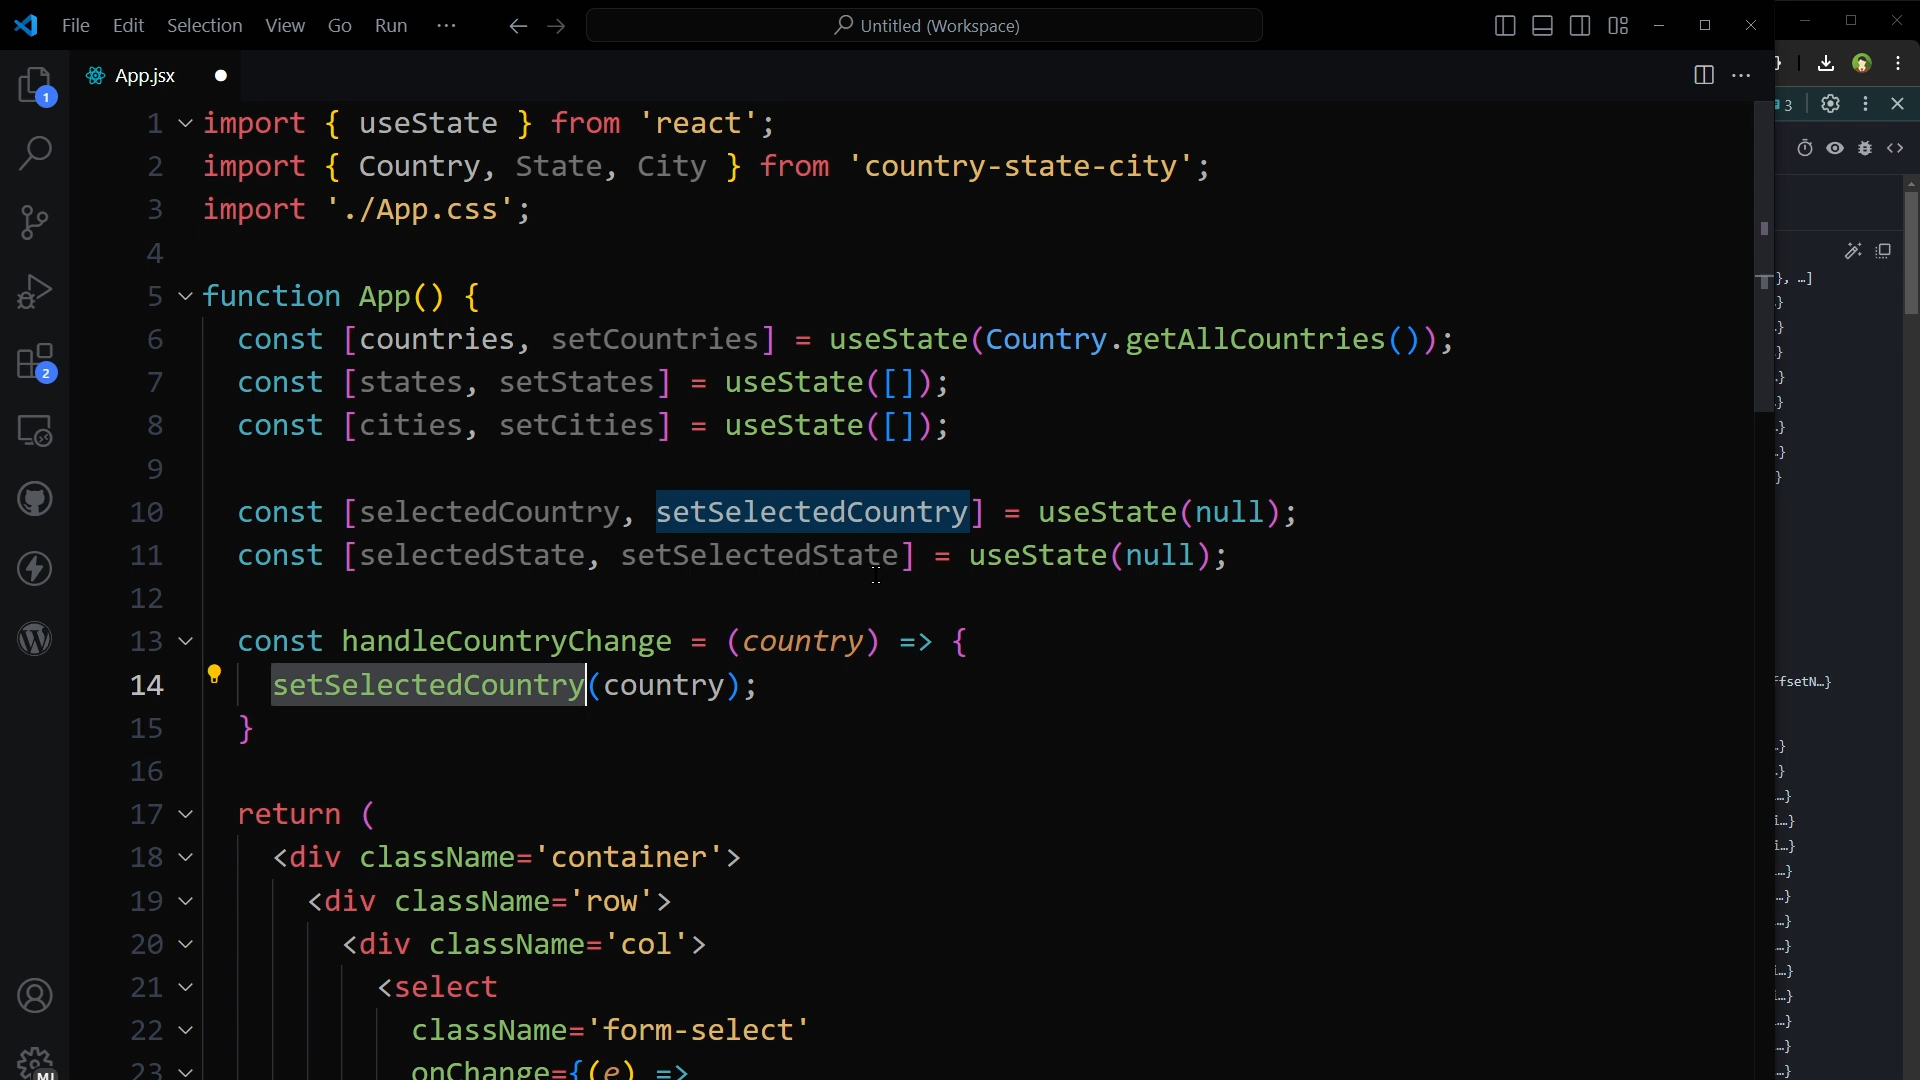 File Edit Selection View Go Run ··· Untitled (Workspace)
App.jsx
1 import { useState } from 'react';
2 import { Country, State, City } from 'country-state-city';
3 import './App.css';
4
5 function App() {
6 const [countries, setCountries] = useState(Country.getAllCountries());
7 const [states, setStates] = useState([]);
8 const [cities, setCities] = useState([]);
9
10 const [selectedCountry, setSelectedCountry] = useState(null);
11 const [selectedState, setSelectedState] = useState(null);
12
13 const handleCountryChange = (country) => {
14 setSelectedCountry(country);
15 }
16
17 return (
18 <div className='container'>
19 <div className='row'>
20 <div className='col'>
21 <select
22 className='form-select'
23 onChange={(e) =>
1
2
3
}, …]
ffsetN…}